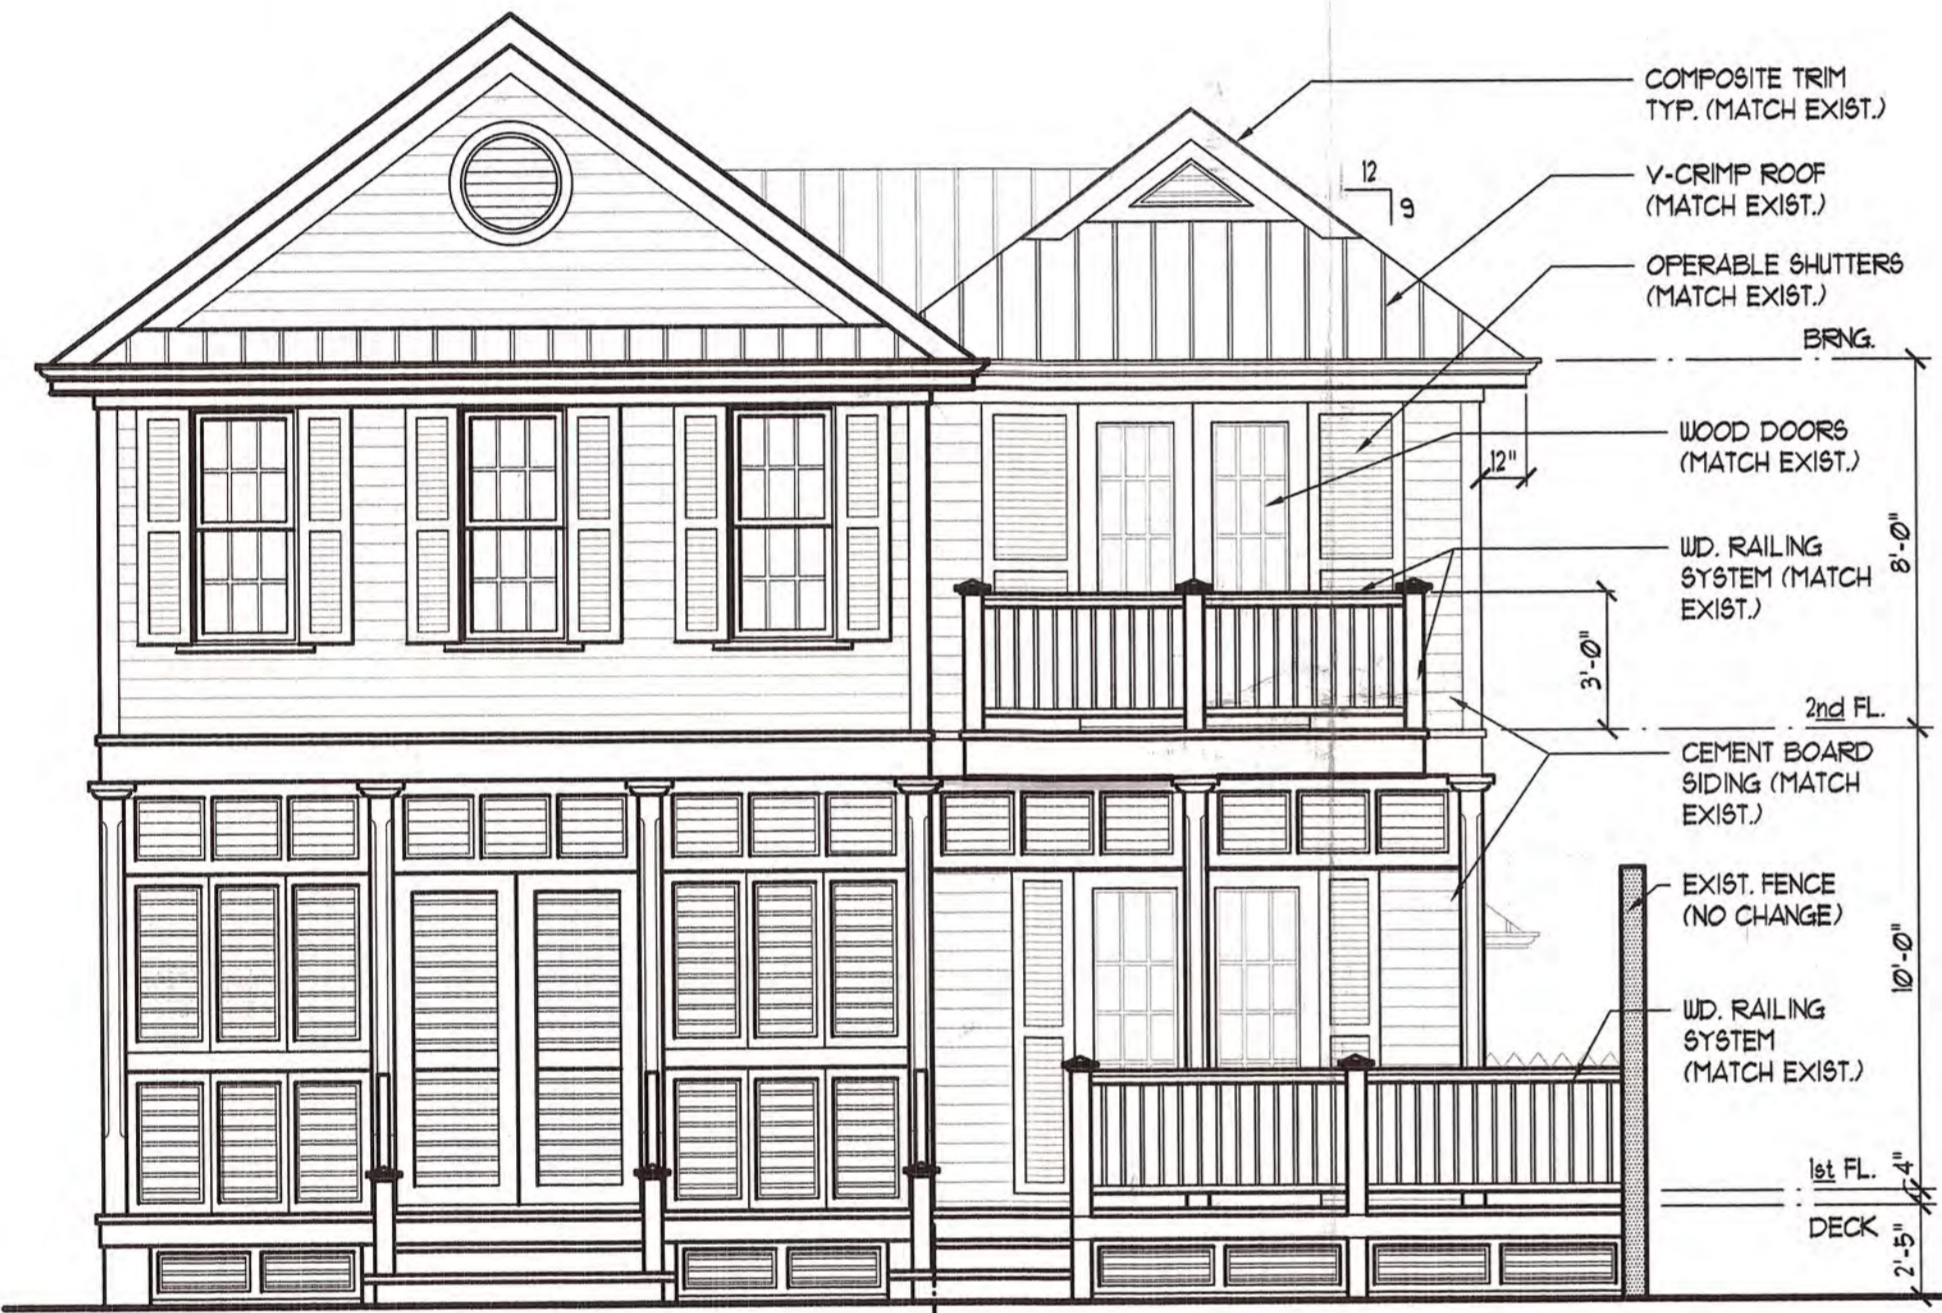 COMPOSITE TRIM
TYP. (MATCH EXIST.)
12
9
V-CRIMP ROOF
(MATCH EXIST.)
OPERABLE SHUTTERS
(MATCH EXIST.)
BRNG.
WOOD DOORS
(MATCH EXIST.)
12"
WD. RAILING
SYSTEM (MATCH
EXIST.)
8'-0"
3'-0"
2nd FL.
CEMENT BOARD
SIDING (MATCH
EXIST.)
EXIST. FENCE
(NO CHANGE)
10'-0"
WD. RAILING
SYSTEM
(MATCH EXIST.)
1st FL.
4"
DECK
2'-5"